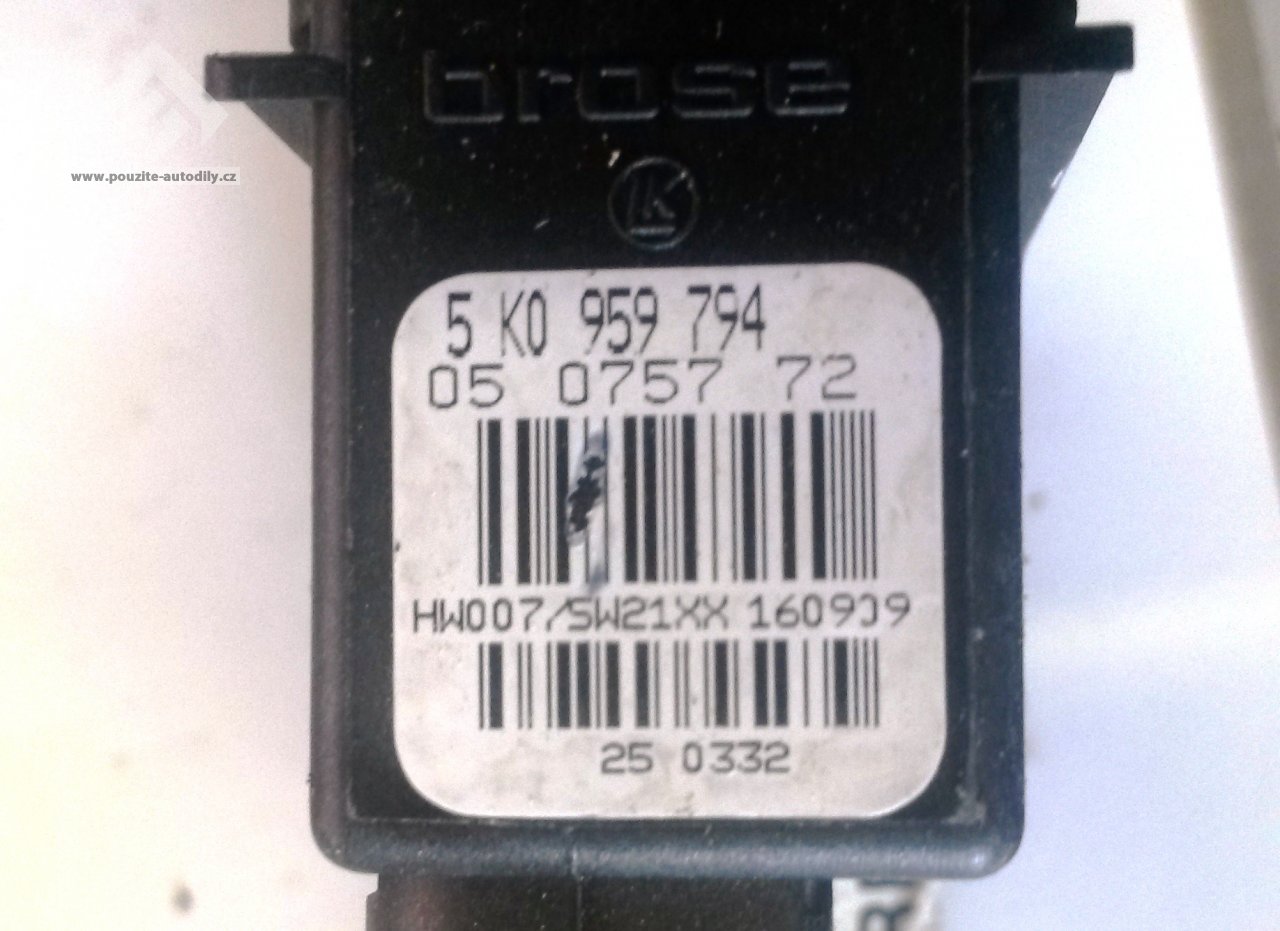 brose
www.pouzite-autodily.cz
K
5 K0 959 794
05 0757 72
HW007/SW21XX 160909
25 0332